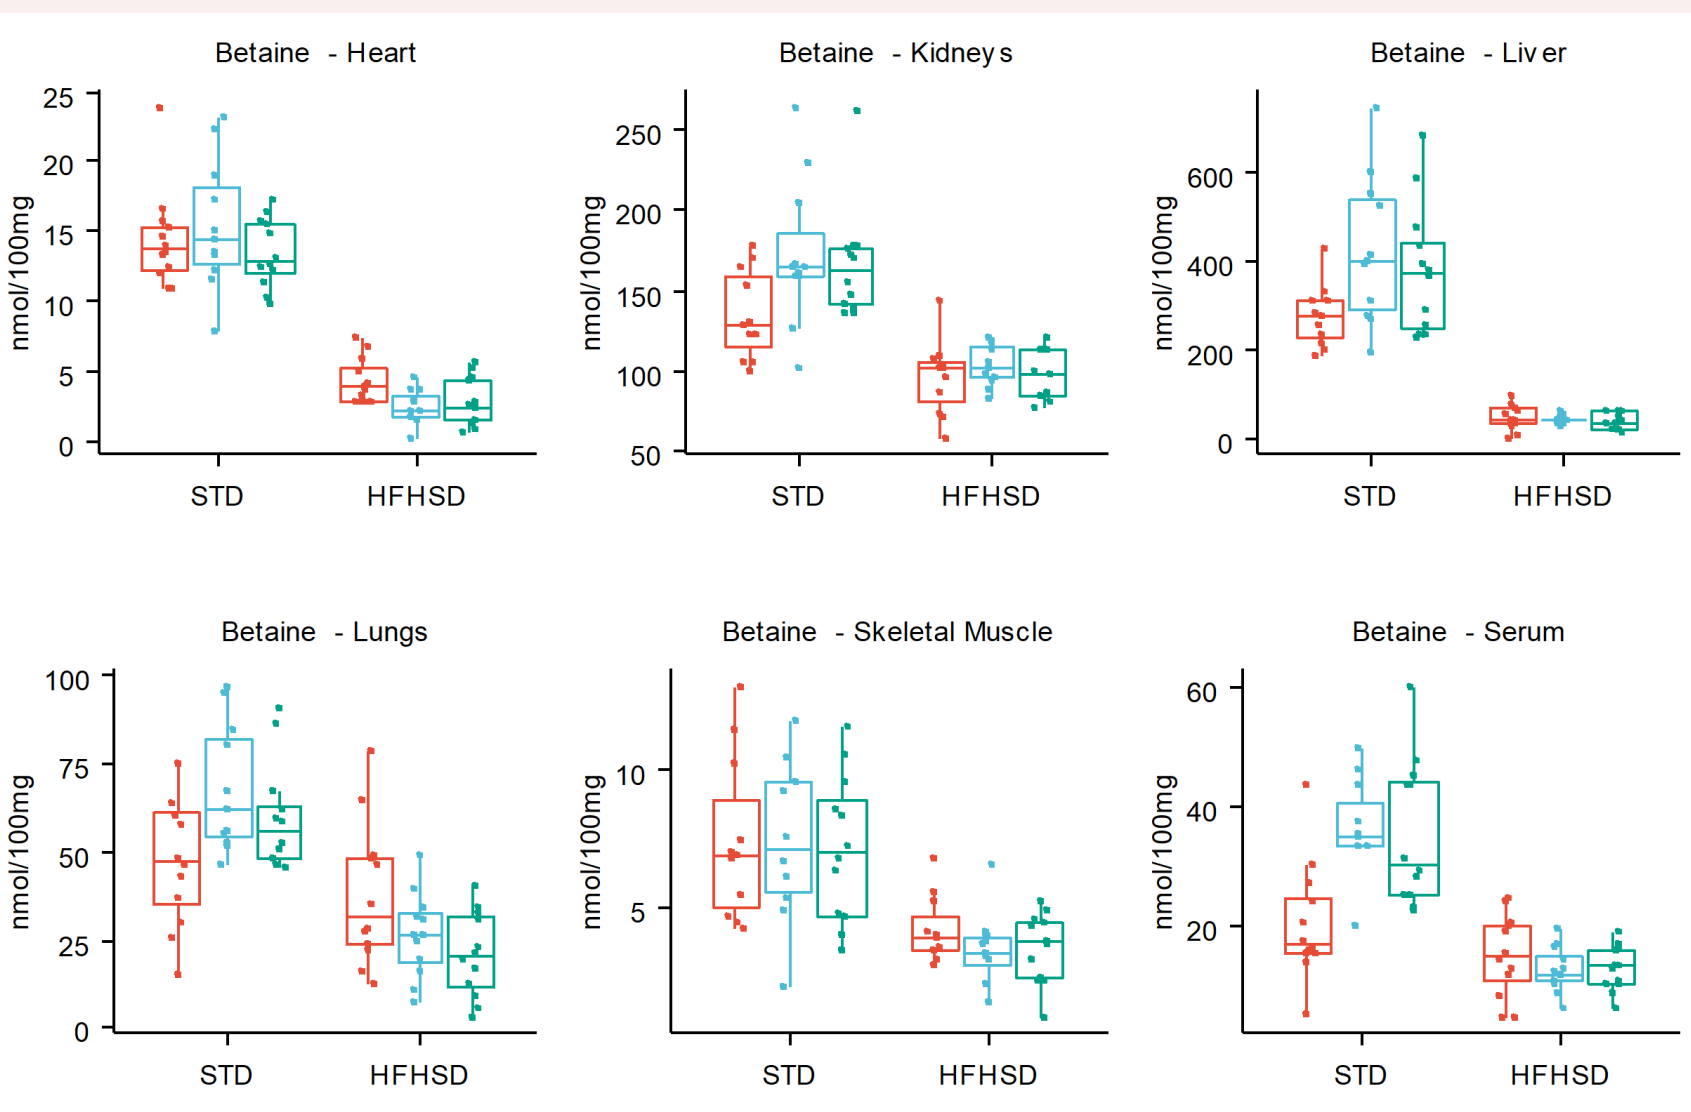 Betaine - Heart
nmol/100mg
25
20
15
10
5
0
STD HFHSD
Betaine - Kidneys
nmol/100mg
250
200
150
100
50
STD HFHSD
Betaine - Liver
nmol/100mg
600
400
200
0
STD HFHSD
Betaine - Lungs
nmol/100mg
100
75
50
25
0
STD HFHSD
Betaine - Skeletal Muscle
nmol/100mg
10
5
STD HFHSD
Betaine - Serum
nmol/100mg
60
40
20
STD HFHSD